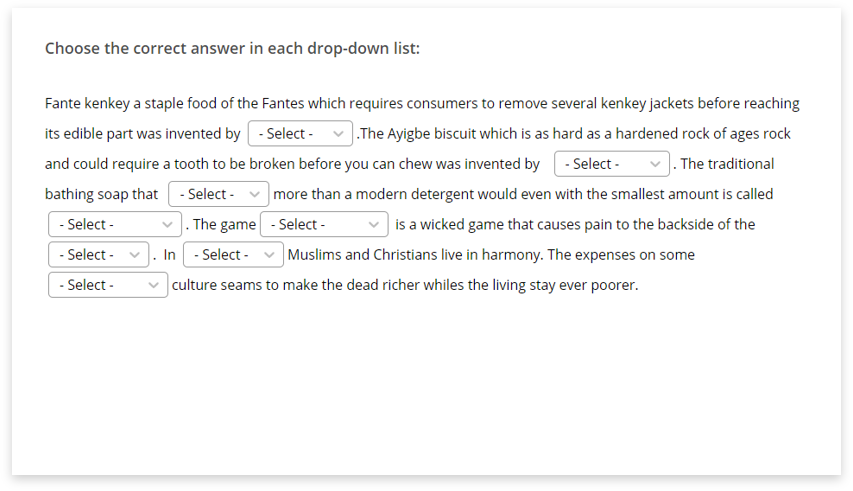 Choose the correct answer in each drop-down list:
Fante kenkey a staple food of the Fantes which requires consumers to remove several kenkey jackets before reaching
its edible part was invented by - Select - .The Ayigbe biscuit which is as hard as a hardened rock of ages rock
and could require a tooth to be broken before you can chew was invented by - Select - . The traditional
bathing soap that - Select - more than a modern detergent would even with the smallest amount is called
- Select - . The game - Select - is a wicked game that causes pain to the backside of the
- Select - . In - Select - Muslims and Christians live in harmony. The expenses on some
- Select - culture seams to make the dead richer whiles the living stay ever poorer.